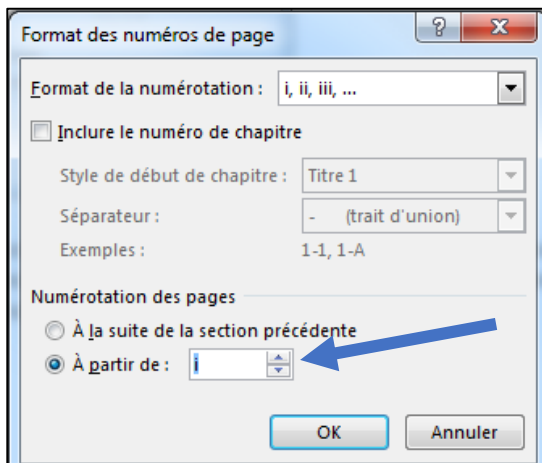 Format des numéros de page
Format de la numérotation : i, ii, iii, ...
Inclure le numéro de chapitre
Style de début de chapitre : Titre 1
Séparateur : - (trait d'union)
Exemples : 1-1, 1-A
Numérotation des pages
À la suite de la section précédente
À partir de : i
OK Annuler